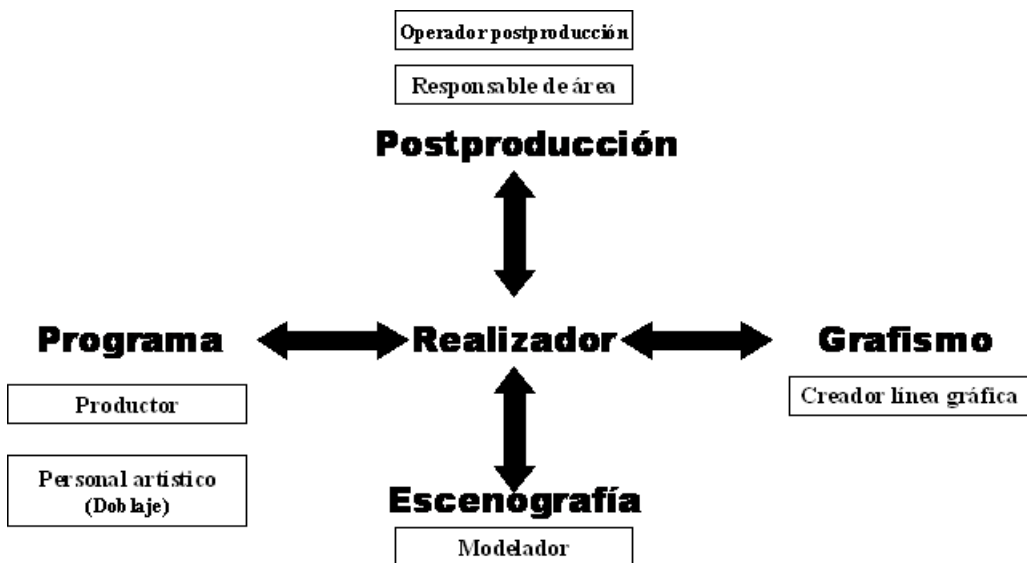 Operador postproducción
Responsable de área
Postproducción
Programa
Realizador
Grafismo
Productor
Creador línea gráfica
Personal artístico
(Doblaje)
Escenografía
Modelador